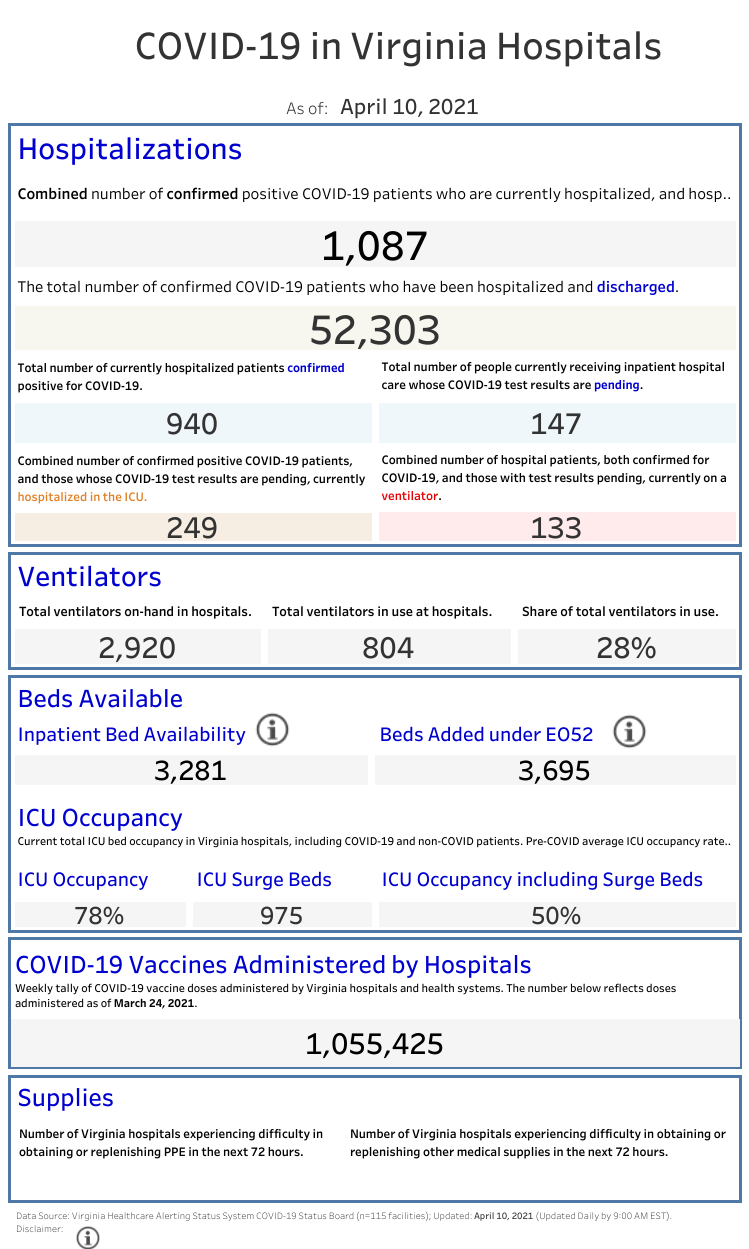 COVID-19 in Virginia Hospitals
As of: April 10, 2021
Hospitalizations
Combined number of confirmed positive COVID-19 patients who are currently hospitalized, and hosp..
1,087
The total number of confirmed COVID-19 patients who have been hospitalized and discharged.
52,303
Total number of currently hospitalized patients confirmed
positive for COVID-19.
940
Total number of people currently receiving inpatient hospital
care whose COVID-19 test results are pending.
147
Combined number of confirmed positive COVID-19 patients,
and those whose COVID-19 test results are pending, currently
hospitalized in the ICU.
249
Combined number of hospital patients, both confirmed for
COVID-19, and those with test results pending, currently on a
ventilator.
133
Ventilators
Total ventilators on-hand in hospitals.
2,920
Total ventilators in use at hospitals.
804
Share of total ventilators in use.
28%
Beds Available
Inpatient Bed Availability
3,281
Beds Added under EO52
3,695
ICU Occupancy
Current total ICU bed occupancy in Virginia hospitals, including COVID-19 and non-COVID patients. Pre-COVID average ICU occupancy rate..
ICU Occupancy
78%
ICU Surge Beds
975
ICU Occupancy including Surge Beds
50%
COVID-19 Vaccines Administered by Hospitals
Weekly tally of COVID-19 vaccine doses administered by Virginia hospitals and health systems. The number below reflects doses
administered as of March 24, 2021.
1,055,425
Supplies
Number of Virginia hospitals experiencing difficulty in
obtaining or replenishing PPE in the next 72 hours.
Number of Virginia hospitals experiencing difficulty in obtaining or
replenishing other medical supplies in the next 72 hours.
Data Source: Virginia Healthcare Alerting Status System COVID-19 Status Board (n=115 facilities); Updated: April 10, 2021 (Updated Daily by 9:00 AM EST).
Disclaimer: